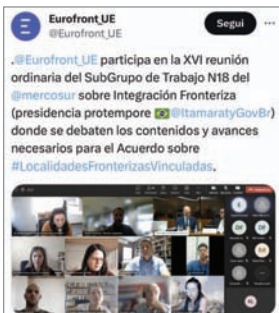 Eurofront_UE
@Eurofront_UE
Segui
.@Eurofront_UE participa en la XVI reunión
ordinaria del SubGrupo de Trabajo N18 del
@mercosur sobre Integración Fronteriza
(presidencia protempore 🇧🇷@ItamaratyGovBr)
donde se debaten los contenidos y avances
necesarios para el Acuerdo sobre
#LocalidadesFronterizasVinculadas.